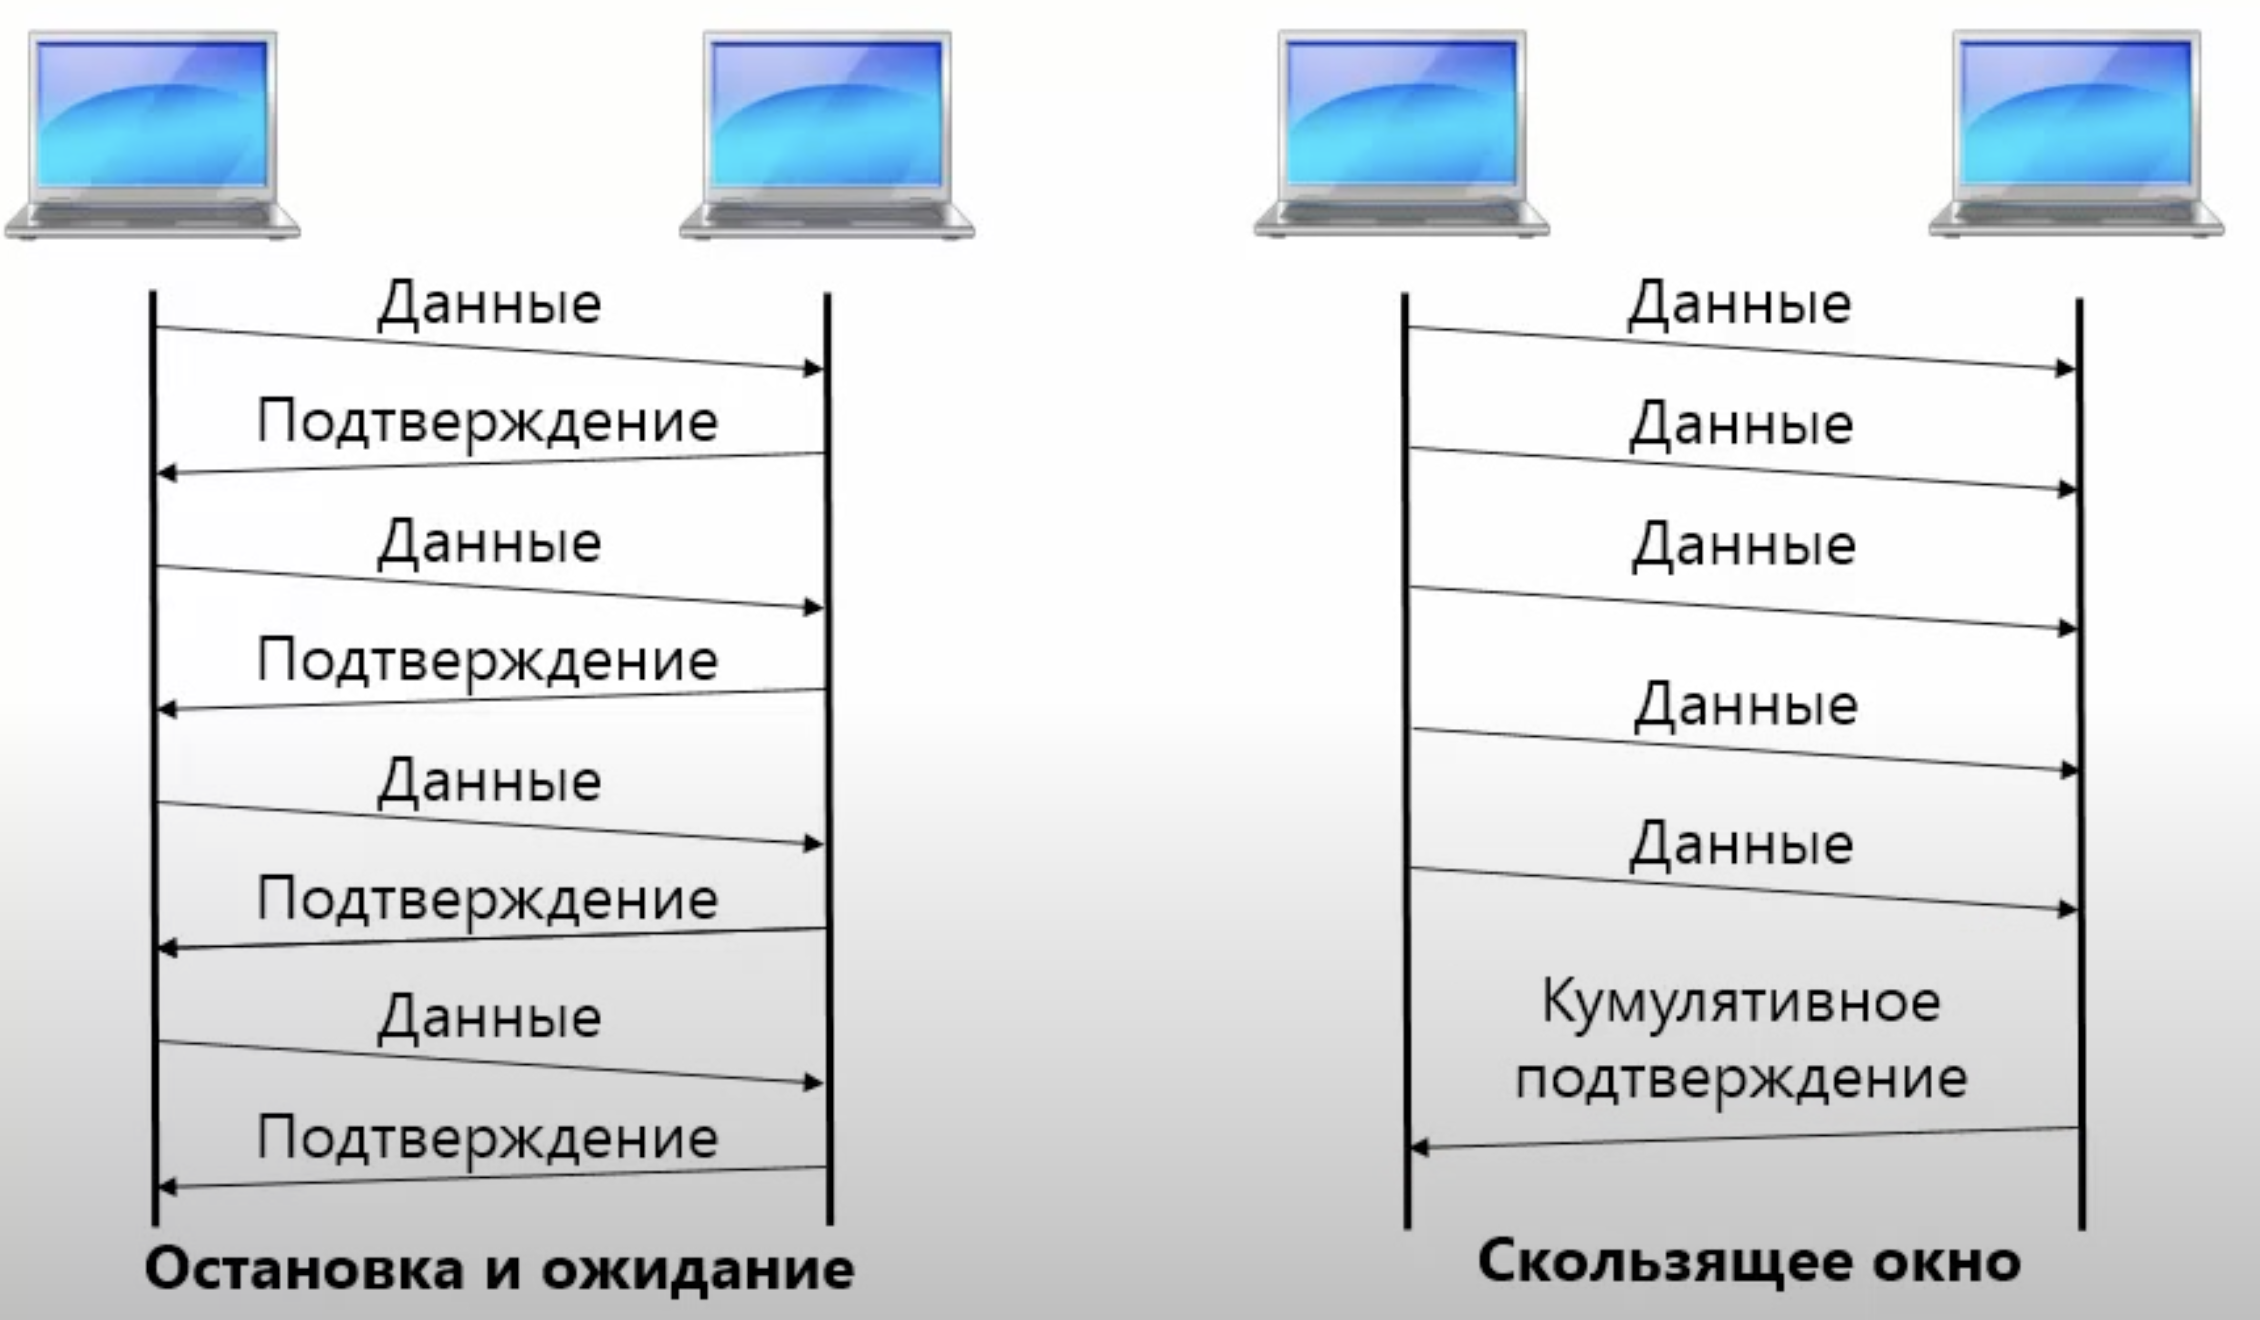 Данные
Подтверждение
Данные
Подтверждение
Данные
Подтверждение
Данные
Подтверждение
Остановка и ожидание
Данные
Данные
Данные
Данные
Данные
Кумулятивное
подтверждение
Скользящее окно